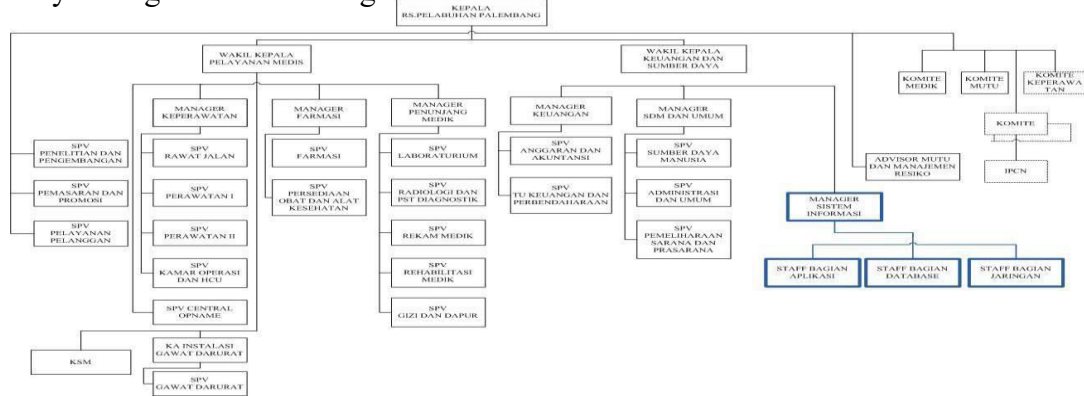 KEPALA
RS.PELABUHAN PALEMBANG
WAKIL KEPALA
PELAYANAN MEDIS
WAKIL KEPALA
KEUANGAN DAN
SUMBER DAYA
KOMITE
MEDIK
KOMITE
MUTU
KOMITE
KEPERAWA
TAN
MANAGER
KEPERAWATAN
MANAGER
FARMASI
MANAGER
PENUNJANG
MEDIK
MANAGER
KEUANGAN
MANAGER
SDM DAN UMUM
KOMITE
SPV
PENELITIAN DAN
PENGEMBANGAN
SPV
RAWAT JALAN
SPV
FARMASI
SPV
LABORATURIUM
SPV
ANGGARAN DAN
AKUNTANSI
SPV
SUMBER DAYA
MANUSIA
ADVISOR MUTU
DAN MANAJEMEN
RESIKO
IPCN
SPV
PEMASARAN DAN
PROMOSI
SPV
PERAWATAN I
SPV
PERSEDIAAN
OBAT DAN ALAT
KESEHATAN
SPV
RADIOLOGI DAN
PST DIAGNOSTIK
SPV
TU KEUANGAN DAN
PERBENDAHARAAN
SPV
ADMINISTRASI
DAN UMUM
MANAGER
SISTEM
INFORMASI
SPV
PELAYANAN
PELANGGAN
SPV
PERAWATAN II
SPV
REKAM MEDIK
SPV
PEMELIHARAAN
SARANA DAN
PRASARANA
SPV
KAMAR OPERASI
DAN HCU
SPV
REHABILITASI
MEDIK
STAFF BAGIAN
APLIKASI
STAFF BAGIAN
DATABASE
STAFF BAGIAN
JARINGAN
SPV CENTRAL
OPNAME
SPV
GIZI DAN DAPUR
KSM
KA INSTALASI
GAWAT DARURAT
SPV
GAWAT DARURAT